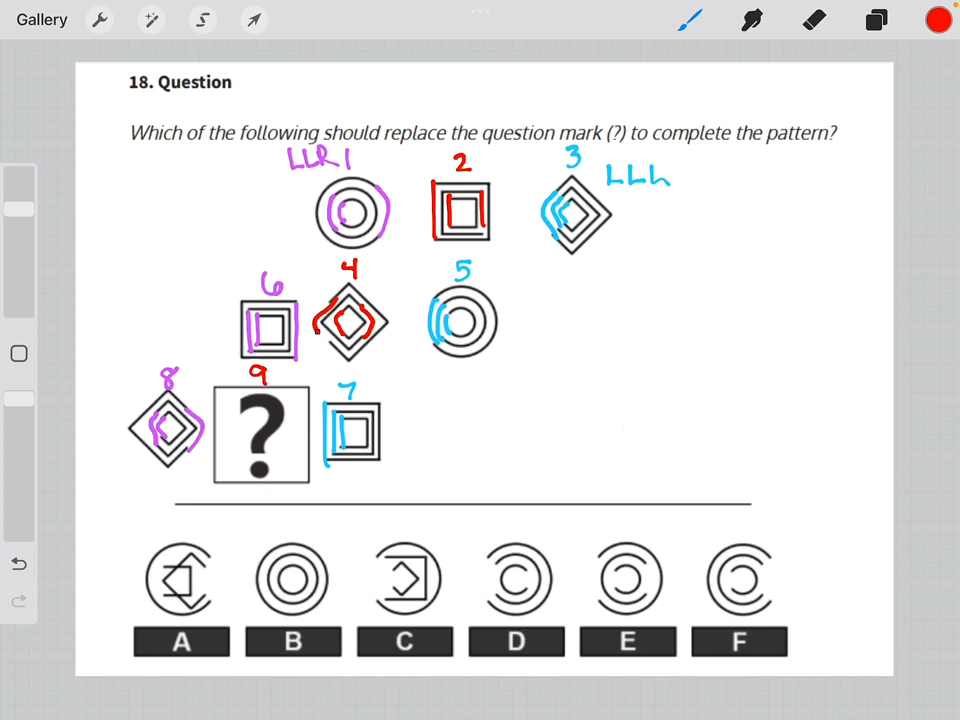 Gallery
18. Question
Which of the following should replace the question mark (?) to complete the pattern?
LLR 1 2 3 LLL
6 4 5
8 9 7
?
A B C D E F